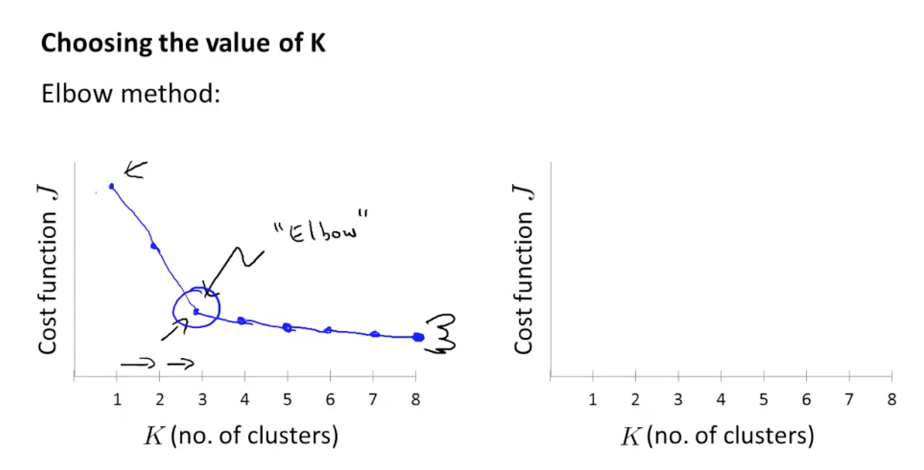 Choosing the value of K
Elbow method:
"Elbow"
Cost function J
1 2 3 4 5 6 7 8
K (no. of clusters)
Cost function J
1 2 3 4 5 6 7 8
K (no. of clusters)